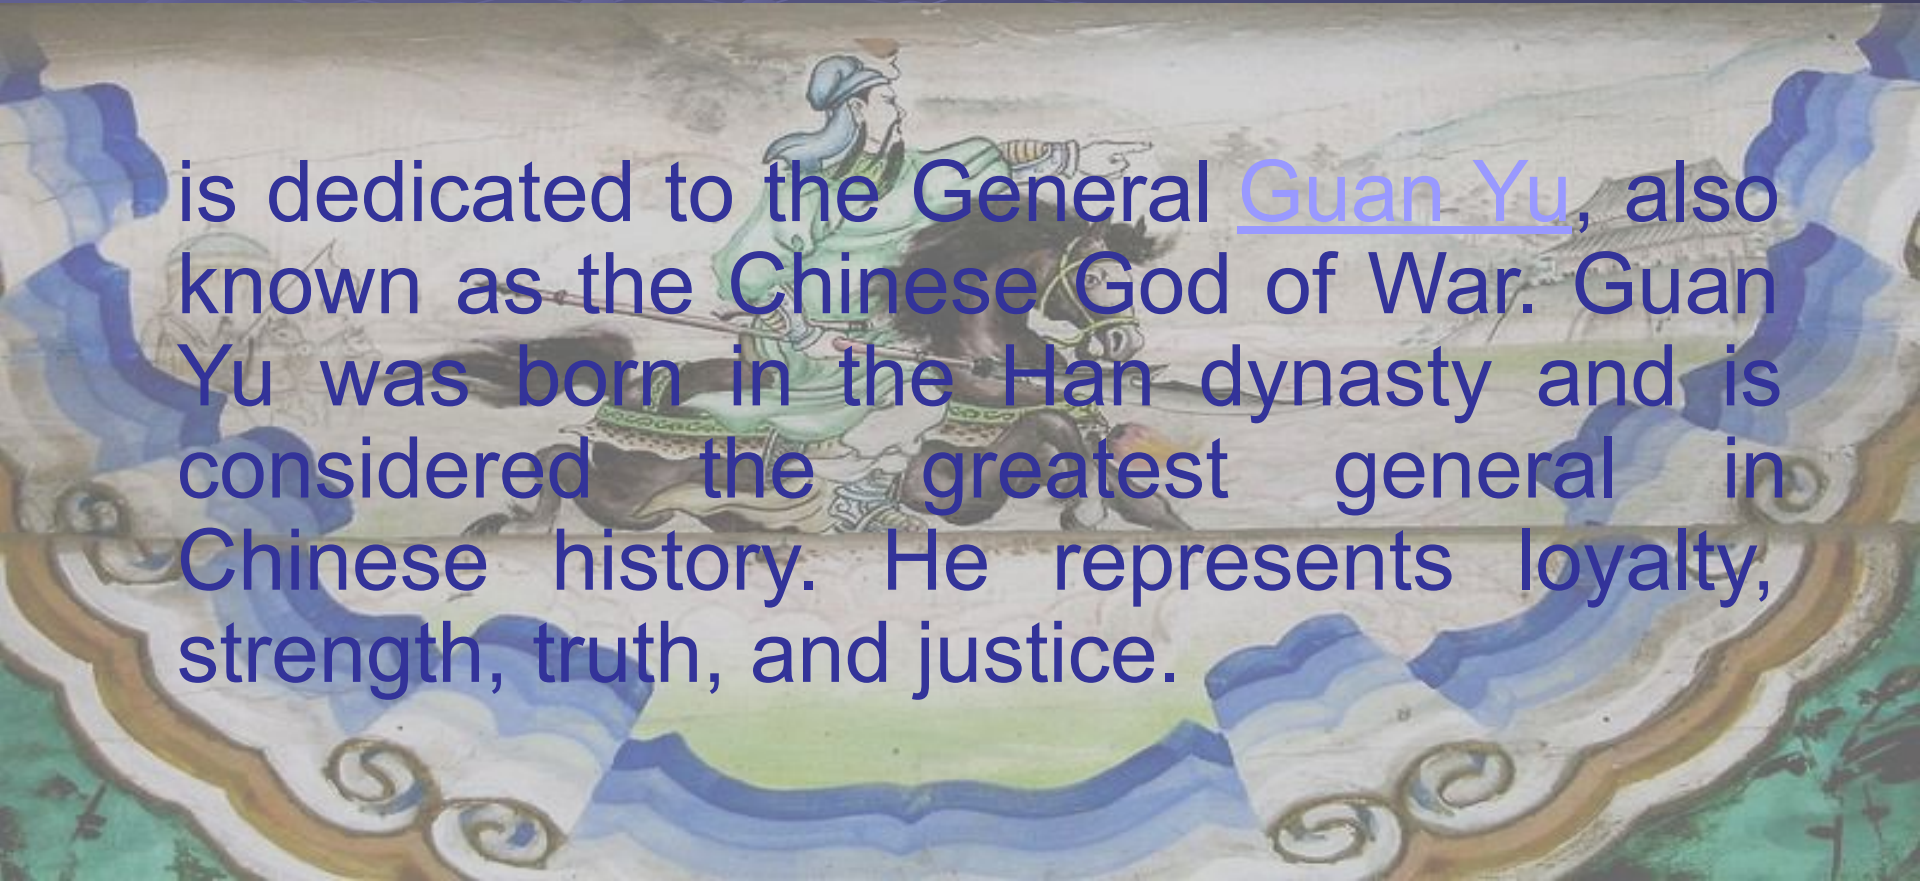 is dedicated to the General Guan Yu, also
known as the Chinese God of War. Guan
Yu was born in the Han dynasty and is
considered the greatest general in
Chinese history. He represents loyalty,
strength, truth, and justice.